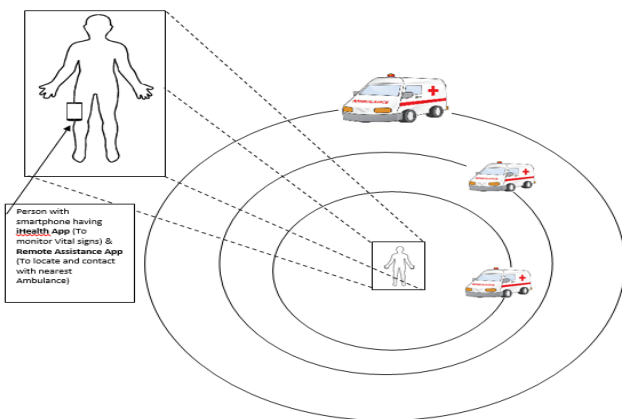 AMBULANCE
Person with
smartphone having
iHealth App (To
monitor Vital signs) &
Remote Assistance App
(To locate and contact
with nearest
Ambulance)